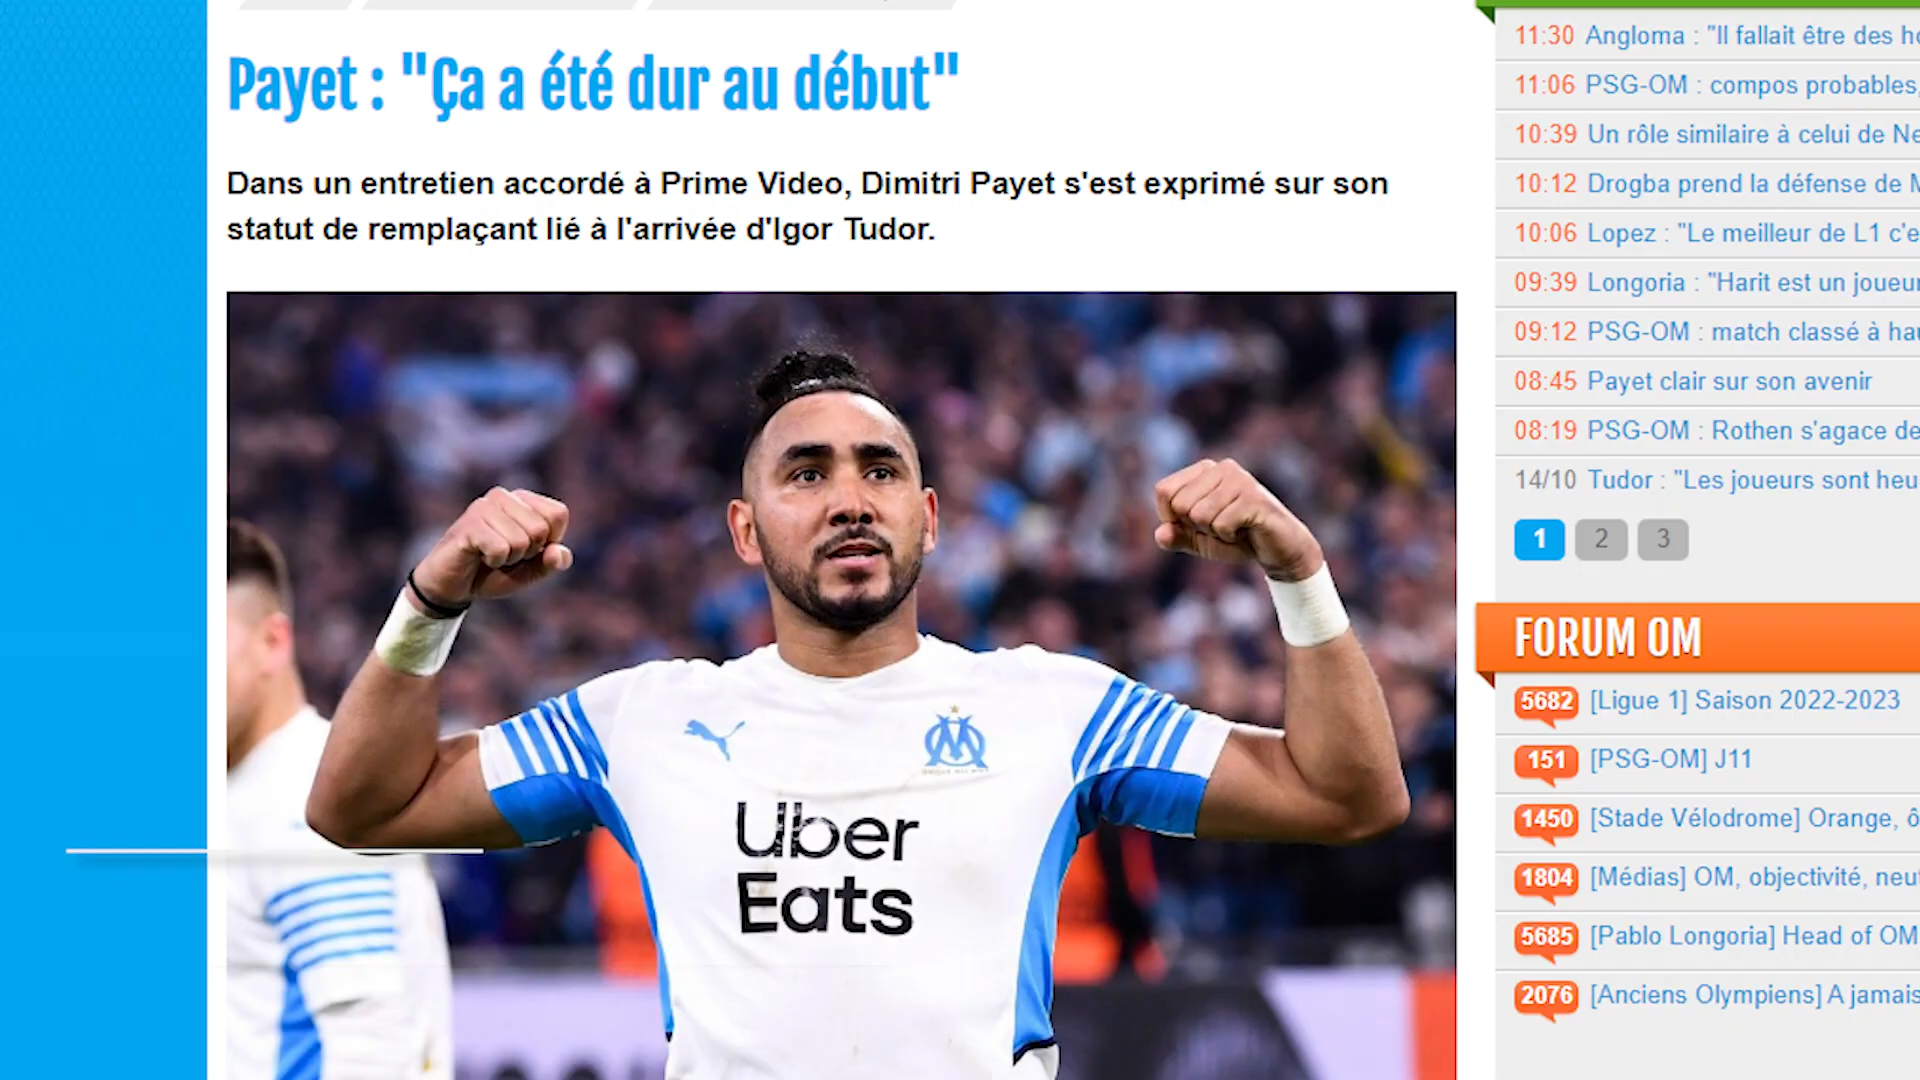 Payet : "Ça a été dur au début"
Dans un entretien accordé à Prime Video, Dimitri Payet s'est exprimé sur son
statut de remplaçant lié à l'arrivée d'Igor Tudor.
Uber
Eats
11:30 Angloma : "Il fallait être des
11:06 PSG-OM : compos probables,
10:39 Un rôle similaire à celui de
10:12 Drogba prend la défense de
10:06 Lopez : "Le meilleur de L1
09:39 Longoria : "Harit est un
09:12 PSG-OM : match classé à
08:45 Payet clair sur son avenir
08:19 PSG-OM : Rothen s'agace
14/10 Tudor : "Les joueurs sont
1 2 3
FORUM OM
5682 [Ligue 1] Saison 2022-2023
151 [PSG-OM] J11
1450 [Stade Vélodrome] Orange,
1804 [Médias] OM, objectivité,
5685 [Pablo Longoria] Head of OM
2076 [Anciens Olympiens] A jamais